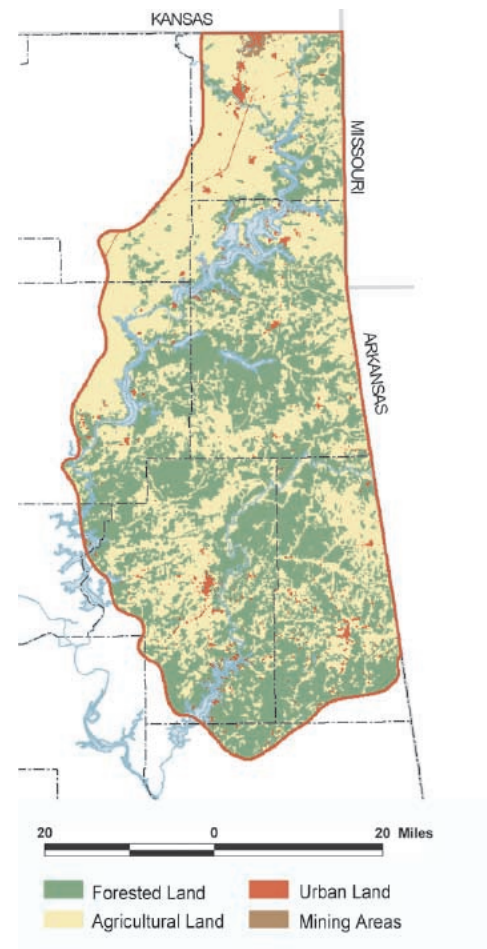 KANSAS
MISSOURI
ARKANSAS
20 0 20 Miles
Forested Land Urban Land
Agricultural Land Mining Areas